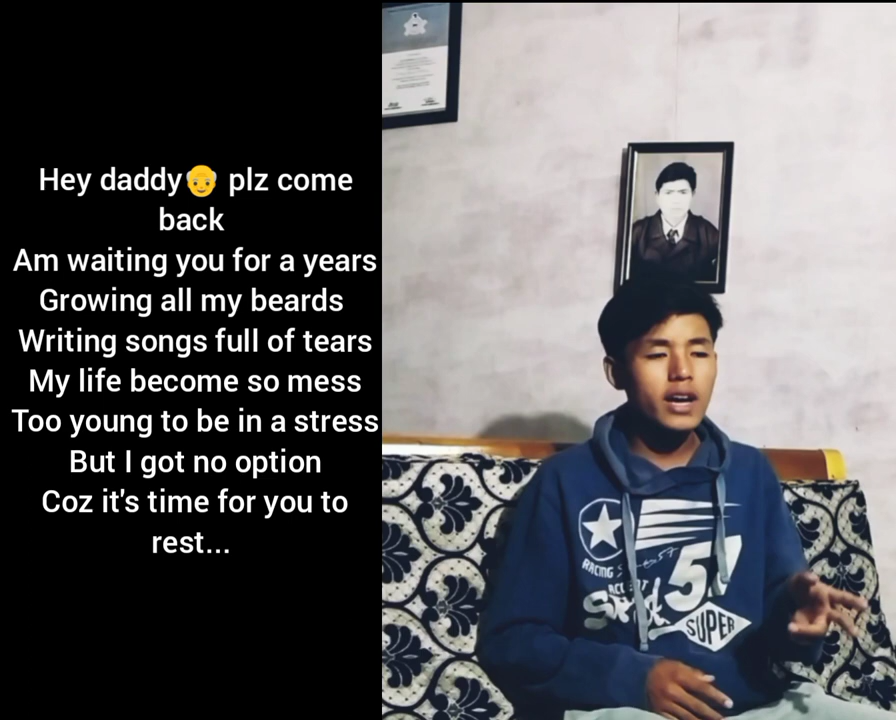 Hey daddy👴 plz come
back
Am waiting you for a years
Growing all my beards
Writing songs full of tears
My life become so mess
Too young to be in a stress
But I got no option
Coz it's time for you to
rest...
RACING
57
SUPER